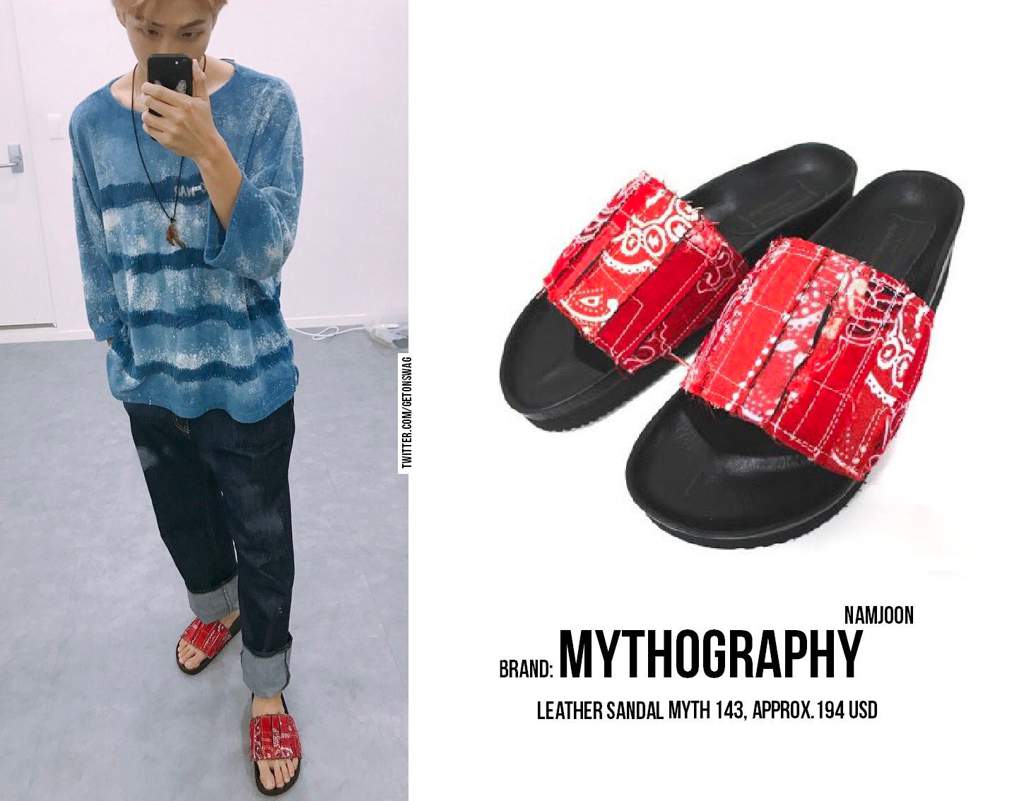 TWITTER.COM/GETONSWAG
NAMJOON
BRAND: MYTHOGRAPHY
LEATHER SANDAL MYTH 143, APPROX.194 USD